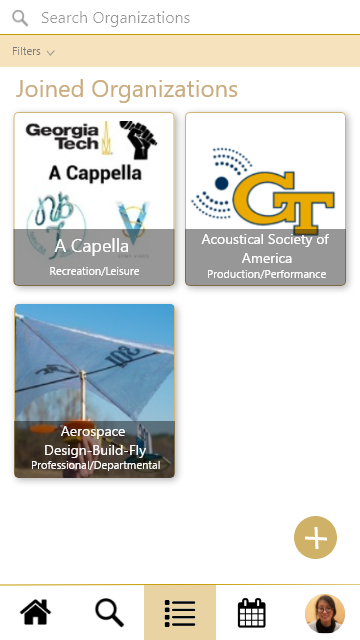 Search Organizations
Filters
Joined Organizations
Georgia
Tech
A Cappella
A Capella
Recreation/Leisure
GT
Acoustical Society of
America
Production/Performance
Aerospace
Design-Build-Fly
Professional/Departmental